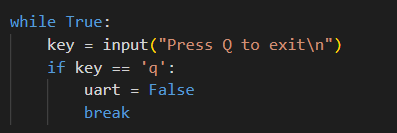 while True:
    key = input("Press Q to exit\n")
    if key == 'q':
        uart = False
        break